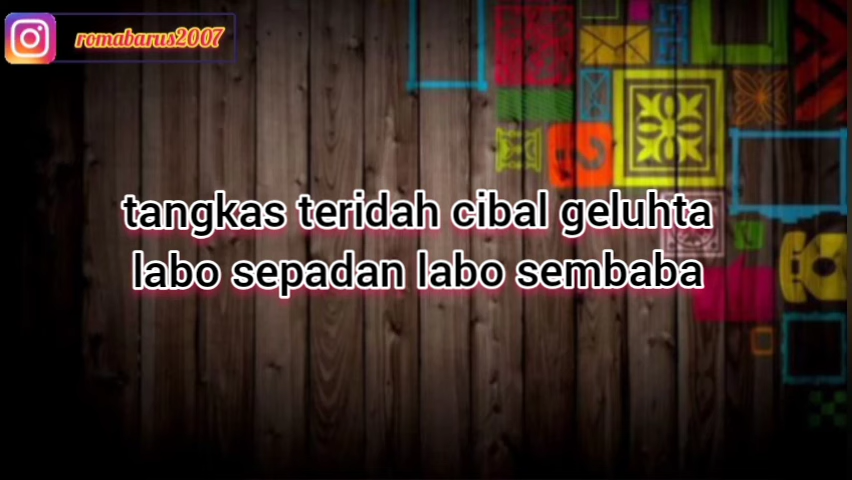 romabarus2007
tangkas teridah cibal geluhta
labo sepadan labo sembaba